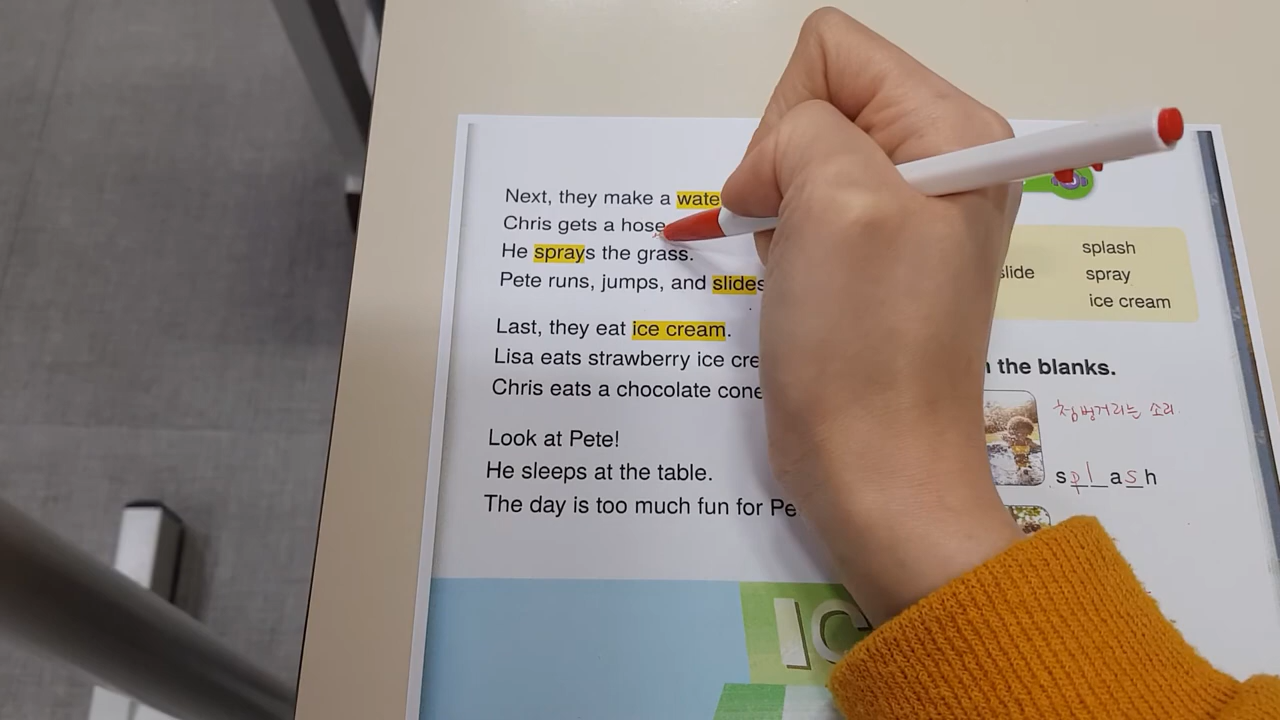 Next, they make a wate
Chris gets a hose
He sprays the grass.
Pete runs, jumps, and slides
Last, they eat ice cream.
Lisa eats strawberry ice cre
Chris eats a chocolate cone
Look at Pete!
He sleeps at the table.
The day is too much fun for Pe
splash
slide spray
ice cream
the blanks.
첨벙거리는 소리
splash
IC